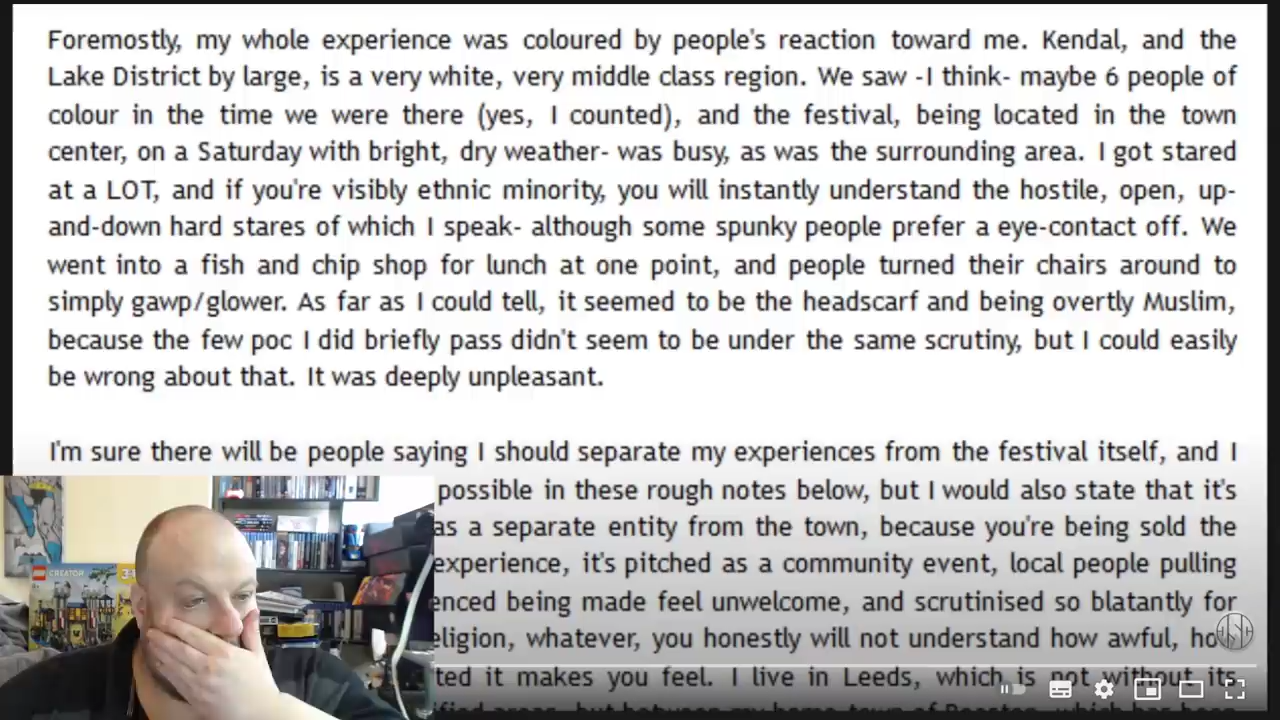 Foremostly, my whole experience was coloured by people's reaction toward me. Kendal, and the
Lake District by large, is a very white, very middle class region. We saw -I think- maybe 6 people of
colour in the time we were there (yes, I counted), and the festival, being located in the town
center, on a Saturday with bright, dry weather- was busy, as was the surrounding area. I got stared
at a LOT, and if you're visibly ethnic minority, you will instantly understand the hostile, open, up-
and-down hard stares of which I speak- although some spunky people prefer a eye-contact off. We
went into a fish and chip shop for lunch at one point, and people turned their chairs around to
simply gawp/glower. As far as I could tell, it seemed to be the headscarf and being overtly Muslim,
because the few poc I did briefly pass didn't seem to be under the same scrutiny, but I could easily
be wrong about that. It was deeply unpleasant.
I'm sure there will be people saying I should separate my experiences from the festival itself, and I
possible in these rough notes below, but I would also state that it's
as a separate entity from the town, because you're being sold the
experience, it's pitched as a community event, local people pulling
enced being made feel unwelcome, and scrutinised so blatantly for
eligion, whatever, you honestly will not understand how awful, how
ted it makes you feel. I live in Leeds, which is not without its
LEGO CREATOR